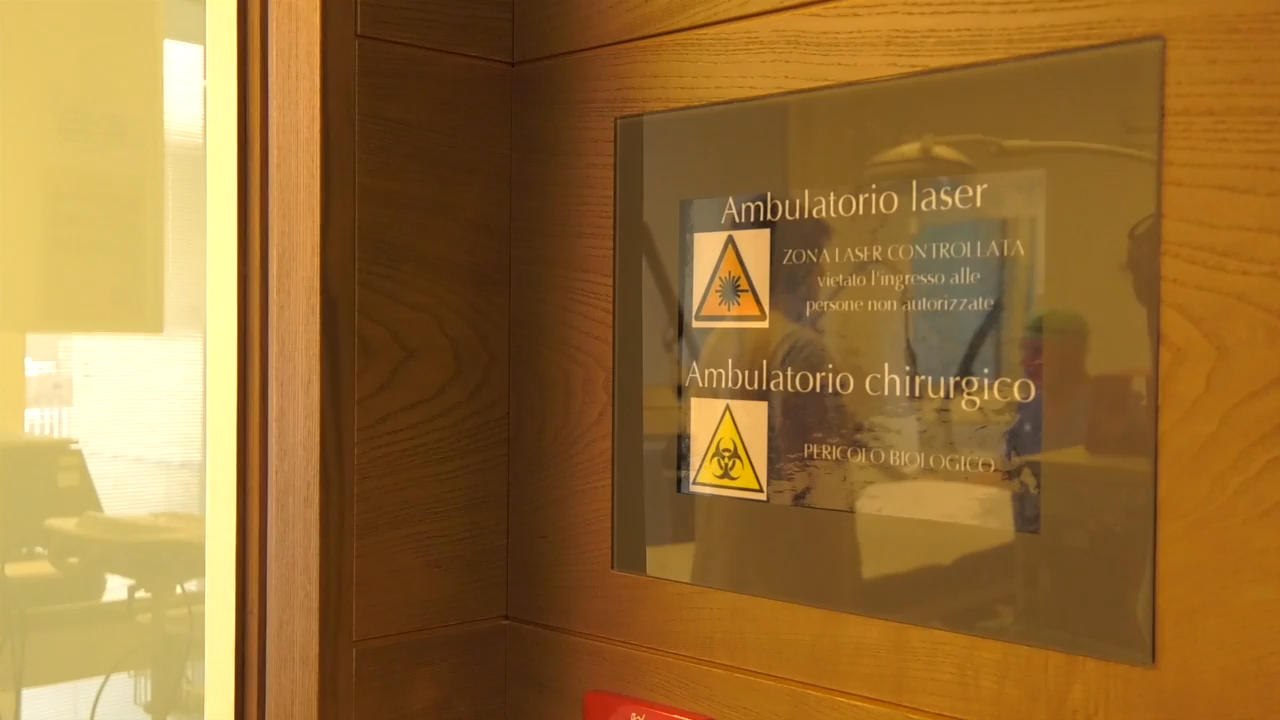 Ambulatorio laser
ZONA LASER CONTROLLATA
vietato l'ingresso alle
persone non autorizzate
Ambulatorio chirurgico
PERICOLO BIOLOGICO